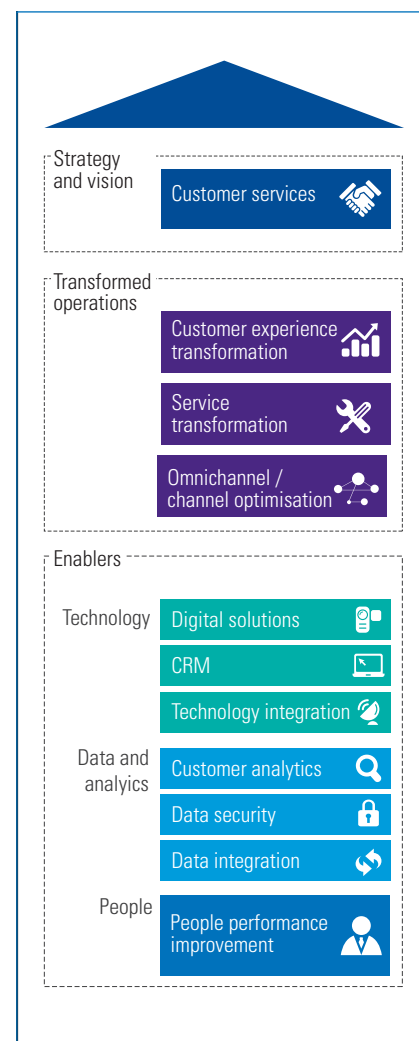 Strategy
and vision
Customer services
Transformed
operations
Customer experience
transformation
Service
transformation
Omnichannel /
channel optimisation
Enablers
Technology
Digital solutions
CRM
Technology integration
Data and
analyics
Customer analytics
Data security
Data integration
People
People performance
improvement